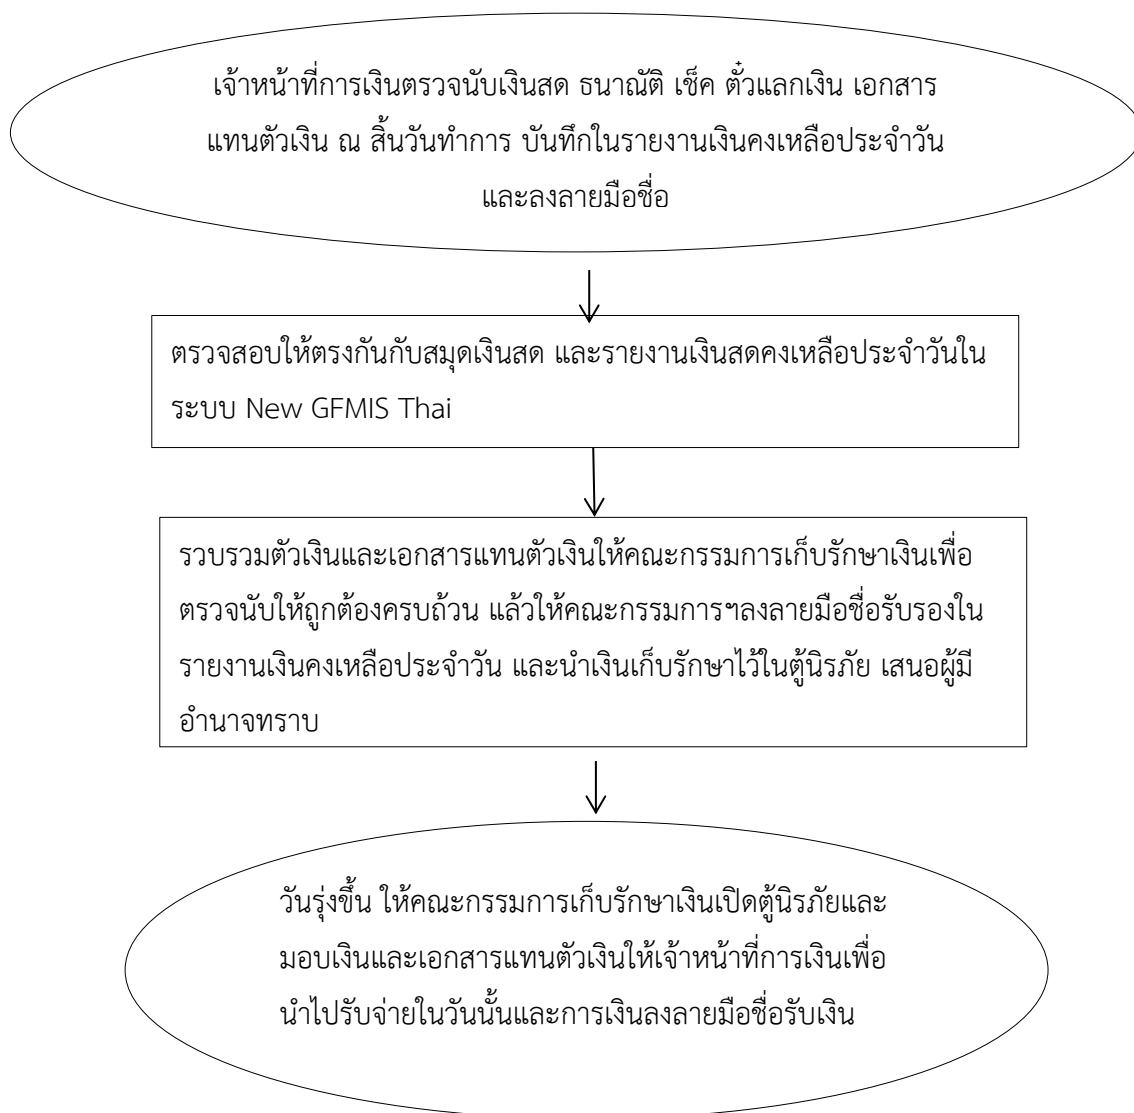 เจ้าหน้าที่การเงินตรวจนับเงินสด ธนาณัติ เช็ค ตั๋วแลกเงิน เอกสาร
แทนตัวเงิน ณ สิ้นวันทำการ บันทึกในรายงานเงินคงเหลือประจำวัน
และลงลายมือชื่อ
ตรวจสอบให้ตรงกันกับสมุดเงินสด และรายงานเงินสดคงเหลือประจำวันใน
ระบบ New GFMIS Thai
รวบรวมตัวเงินและเอกสารแทนตัวเงินให้คณะกรรมการเก็บรักษาเงินเพื่อ
ตรวจนับให้ถูกต้องครบถ้วน แล้วให้คณะกรรมการฯลงลายมือชื่อรับรองใน
รายงานเงินคงเหลือประจำวัน และนำเงินเก็บรักษาไว้ในตู้นิรภัย เสนอผู้มี
อำนาจทราบ
วันรุ่งขึ้น ให้คณะกรรมการเก็บรักษาเงินเปิดตู้นิรภัยและ
มอบเงินและเอกสารแทนตัวเงินให้เจ้าหน้าที่การเงินเพื่อ
นำไปรับจ่ายในวันนั้นและการเงินลงลายมือชื่อรับเงิน